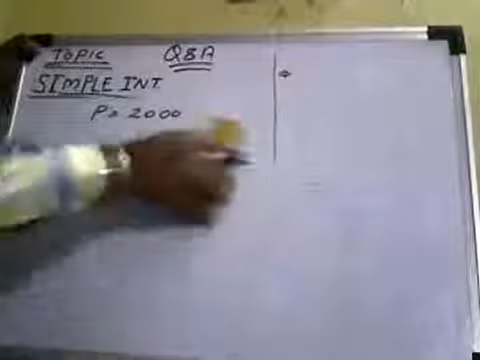 TOPIC Q&A
SIMPLE INT.
P = 2000